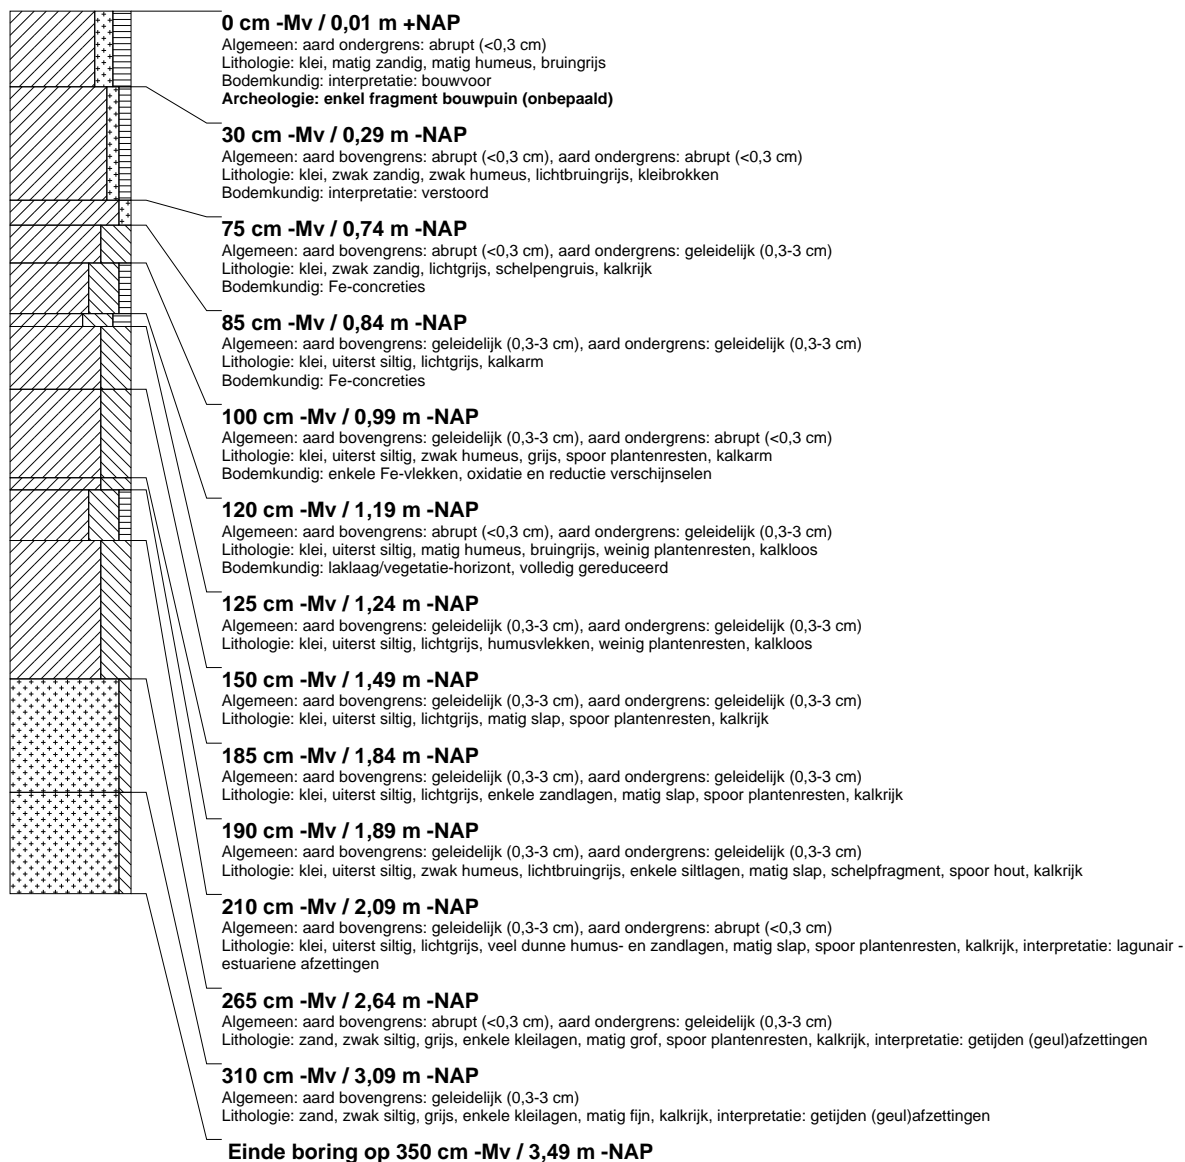 0 cm -Mv / 0,01 m +NAP
Algemeen: aard ondergrens: abrupt (<0,3 cm)
Lithologie: klei, matig zandig, matig humeus, bruingrijs
Bodemkundig: interpretatie: bouwvoor
Archeologie: enkel fragment bouwpuin (onbepaald)
30 cm -Mv / 0,29 m -NAP
Algemeen: aard bovengrens: abrupt (<0,3 cm), aard ondergrens: abrupt (<0,3 cm)
Lithologie: klei, zwak zandig, zwak humeus, lichtbruingrijs, kleibrokken
Bodemkundig: interpretatie: verstoord
75 cm -Mv / 0,74 m -NAP
Algemeen: aard bovengrens: abrupt (<0,3 cm), aard ondergrens: geleidelijk (0,3-3 cm)
Lithologie: klei, zwak zandig, lichtgrijs, schelpengruis, kalkrijk
Bodemkundig: Fe-concreties
85 cm -Mv / 0,84 m -NAP
Algemeen: aard bovengrens: geleidelijk (0,3-3 cm), aard ondergrens: geleidelijk (0,3-3 cm)
Lithologie: klei, uiterst siltig, lichtgrijs, kalkarm
Bodemkundig: Fe-concreties
100 cm -Mv / 0,99 m -NAP
Algemeen: aard bovengrens: geleidelijk (0,3-3 cm), aard ondergrens: abrupt (<0,3 cm)
Lithologie: klei, uiterst siltig, zwak humeus, grijs, spoor plantenresten, kalkarm
Bodemkundig: enkele Fe-vlekken, oxidatie en reductie verschijnselen
120 cm -Mv / 1,19 m -NAP
Algemeen: aard bovengrens: abrupt (<0,3 cm), aard ondergrens: geleidelijk (0,3-3 cm)
Lithologie: klei, uiterst siltig, matig humeus, bruingrijs, weinig plantenresten, kalkloos
Bodemkundig: laklaag/vegetatie-horizont, volledig gereduceerd
125 cm -Mv / 1,24 m -NAP
Algemeen: aard bovengrens: geleidelijk (0,3-3 cm), aard ondergrens: geleidelijk (0,3-3 cm)
Lithologie: klei, uiterst siltig, lichtgrijs, humusvlekken, weinig plantenresten, kalkloos
150 cm -Mv / 1,49 m -NAP
Algemeen: aard bovengrens: geleidelijk (0,3-3 cm), aard ondergrens: geleidelijk (0,3-3 cm)
Lithologie: klei, uiterst siltig, lichtgrijs, matig slap, spoor plantenresten, kalkrijk
185 cm -Mv / 1,84 m -NAP
Algemeen: aard bovengrens: geleidelijk (0,3-3 cm), aard ondergrens: geleidelijk (0,3-3 cm)
Lithologie: klei, uiterst siltig, lichtgrijs, enkele zandlagen, matig slap, spoor plantenresten, kalkrijk
190 cm -Mv / 1,89 m -NAP
Algemeen: aard bovengrens: geleidelijk (0,3-3 cm), aard ondergrens: geleidelijk (0,3-3 cm)
Lithologie: klei, uiterst siltig, zwak humeus, lichtbruingrijs, enkele siltlagen, matig slap, schelpfragment, spoor hout, kalkrijk
210 cm -Mv / 2,09 m -NAP
Algemeen: aard bovengrens: geleidelijk (0,3-3 cm), aard ondergrens: abrupt (<0,3 cm)
Lithologie: klei, uiterst siltig, lichtgrijs, veel dunne humus- en zandlagen, matig slap, spoor plantenresten, kalkrijk, interpretatie: lagunair -
estuariene afzettingen
265 cm -Mv / 2,64 m -NAP
Algemeen: aard bovengrens: abrupt (<0,3 cm), aard ondergrens: geleidelijk (0,3-3 cm)
Lithologie: zand, zwak siltig, grijs, enkele kleilagen, matig grof, spoor plantenresten, kalkrijk, interpretatie: getijden (geul)afzettingen
310 cm -Mv / 3,09 m -NAP
Algemeen: aard bovengrens: geleidelijk (0,3-3 cm)
Lithologie: zand, zwak siltig, grijs, enkele kleilagen, matig fijn, kalkrijk, interpretatie: getijden (geul)afzettingen
Einde boring op 350 cm -Mv / 3,49 m -NAP